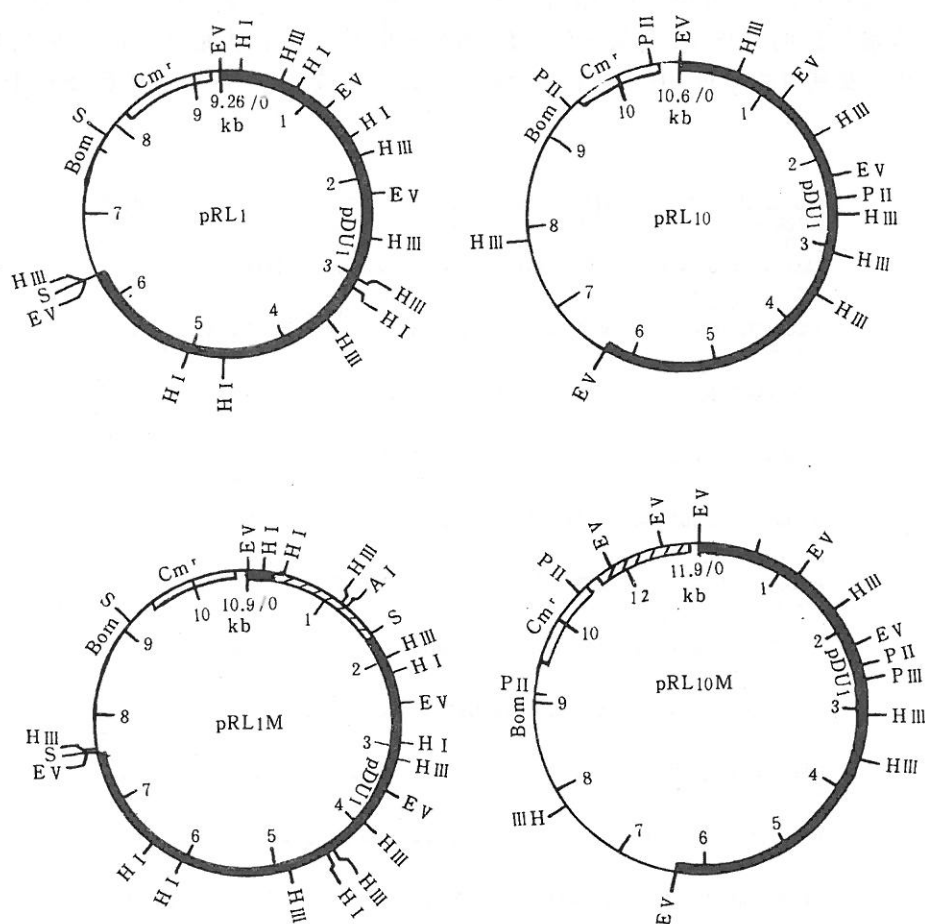 EV HI HIII HI EV HI HIII EV HIII HIII HI HIII HI HI EV S HIII Bom S Cmʳ
9.26/0
kb
1 2 3 4 5 6 7 8 9
pDU1
pRL1
EV HIII EV HIII EV PII HIII HIII HIII EV HIII Bom PII Cmʳ PII
10.6/0
kb
1 2 3 4 5 6 7 8 9 10
pDU1
pRL10
EV HI HI HIII AI S HIII HI EV HI HIII EV HIII HIII HI HIII HI HI EV S HIII Bom S Cmʳ
10.9/0
kb
1 2 3 4 5 6 7 8 9 10
pDU1
pRL1M
EV EV HIII EV PII PIII HIII HIII EV IIIH Bom PII Cmʳ PII EV EV
11.9/0
kb
1 2 3 4 5 6 7 8 9 10 12
pDU1
pRL10M